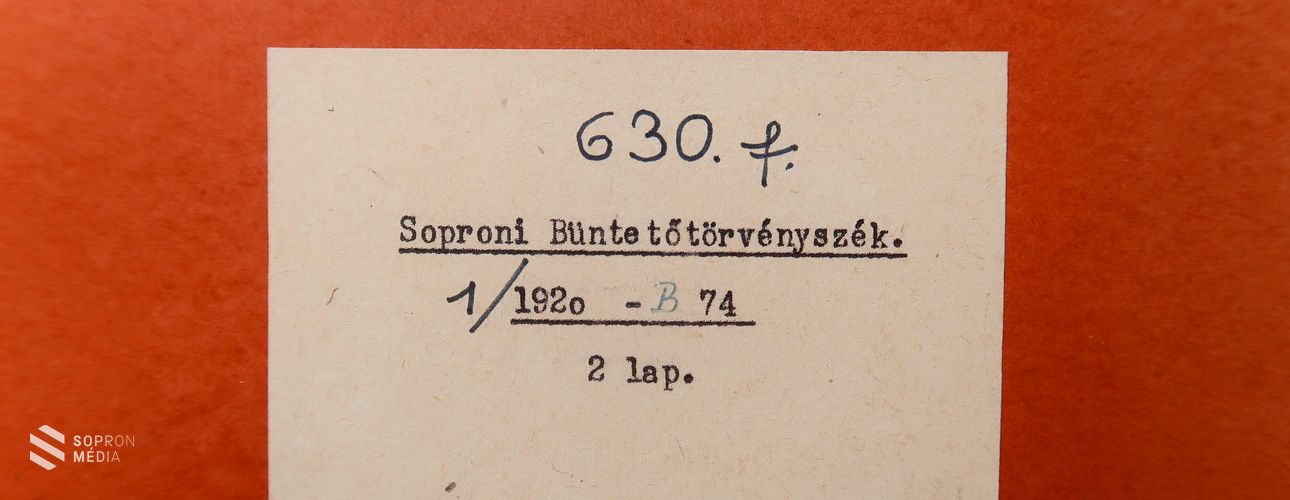 630. f.
Soproni Büntetőtörvényszék.
1/192o - B 74
2 lap.
SOPRON
MÉDIA